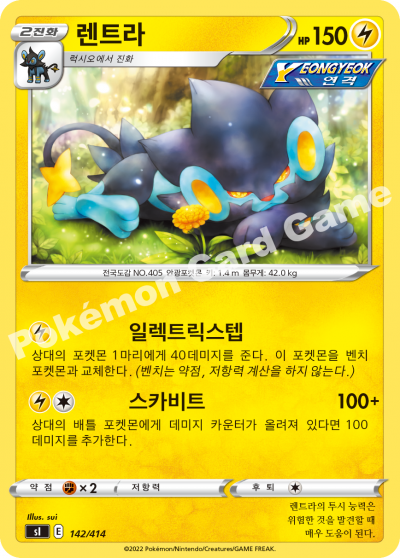 2진화 렌트라 HP 150
럭시오에서 진화
YEONGYEOK
연격
전국도감 NO.405 안광포켓몬 키: 1.4 m 몸무게: 42.0 kg
Pokémon Card Game
일렉트릭스텝
상대의 포켓몬 1마리에게 40데미지를 준다. 이 포켓몬을 벤치
포켓몬과 교체한다. (벤치는 약점, 저항력 계산을 하지 않는다.)
스카비트 100+
상대의 배틀 포켓몬에게 데미지 카운터가 올려져 있다면 100
데미지를 추가한다.
약점 ×2 저항력 후퇴
Illus. sui
sI E 142/414
렌트라의 투시 능력은
위험한 것을 발견할 때
매우 도움이 된다.
©2022 Pokémon/Nintendo/Creatures/GAME FREAK.